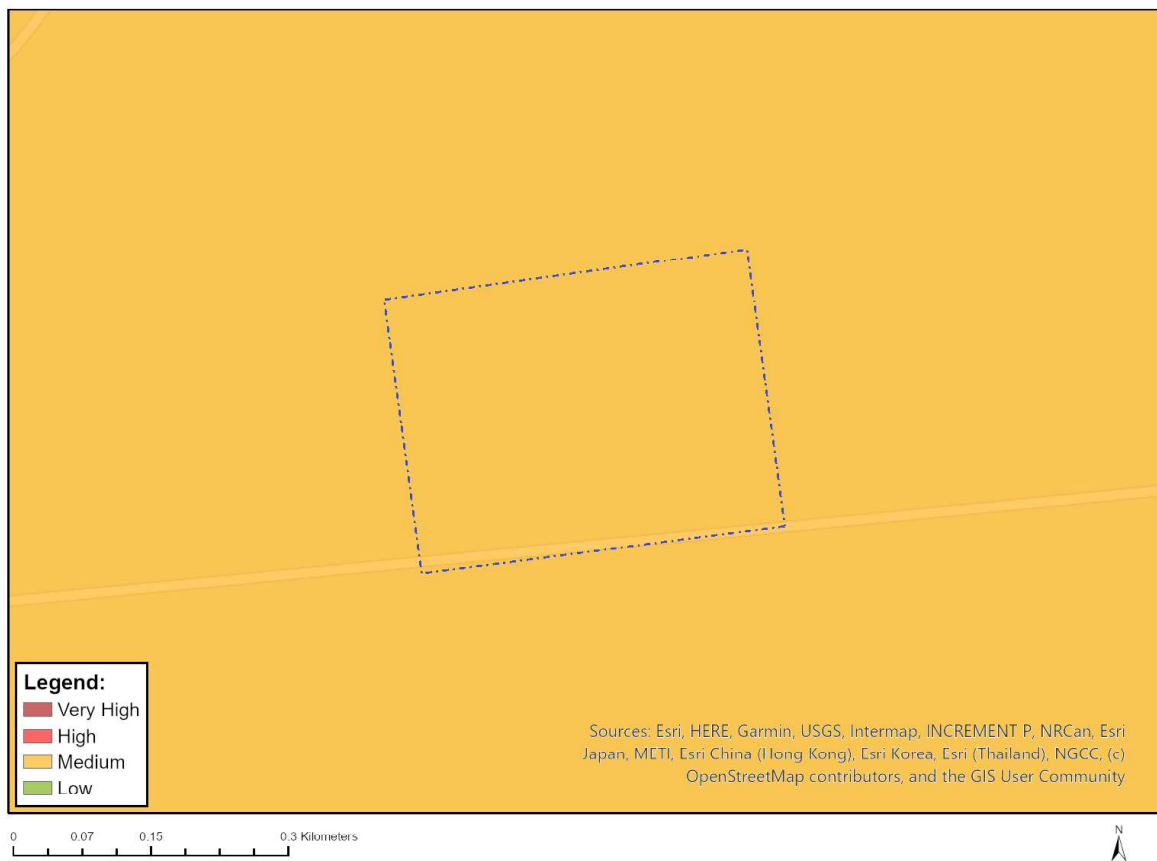 Legend:
Very High
High
Medium
Low
Sources: Esri, HERE, Garmin, USGS, Intermap, INCREMENT P, NRCan, Esri
Japan, METI, Esri China (Hong Kong), Esri Korea, Esri (Thailand), NGCC, (c)
OpenStreetMap contributors, and the GIS User Community
0 0.07 0.15 0.3 Kilometers
N